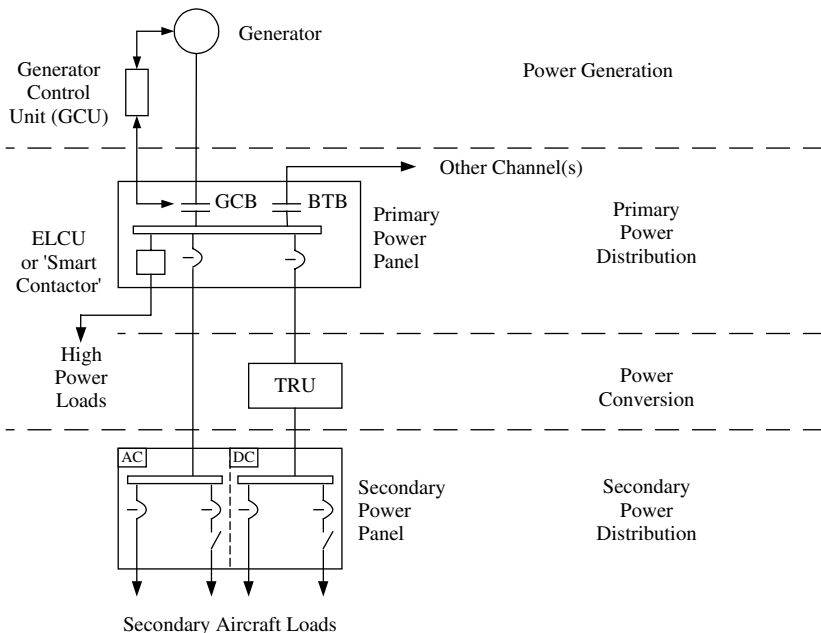 Generator
Generator
Control
Unit (GCU)
Power Generation
Other Channel(s)
GCB
BTB
Primary
Power
Panel
Primary
Power
Distribution
ELCU
or 'Smart
Contactor'
High
Power
Loads
TRU
Power
Conversion
AC
DC
Secondary
Power
Panel
Secondary
Power
Distribution
Secondary Aircraft Loads